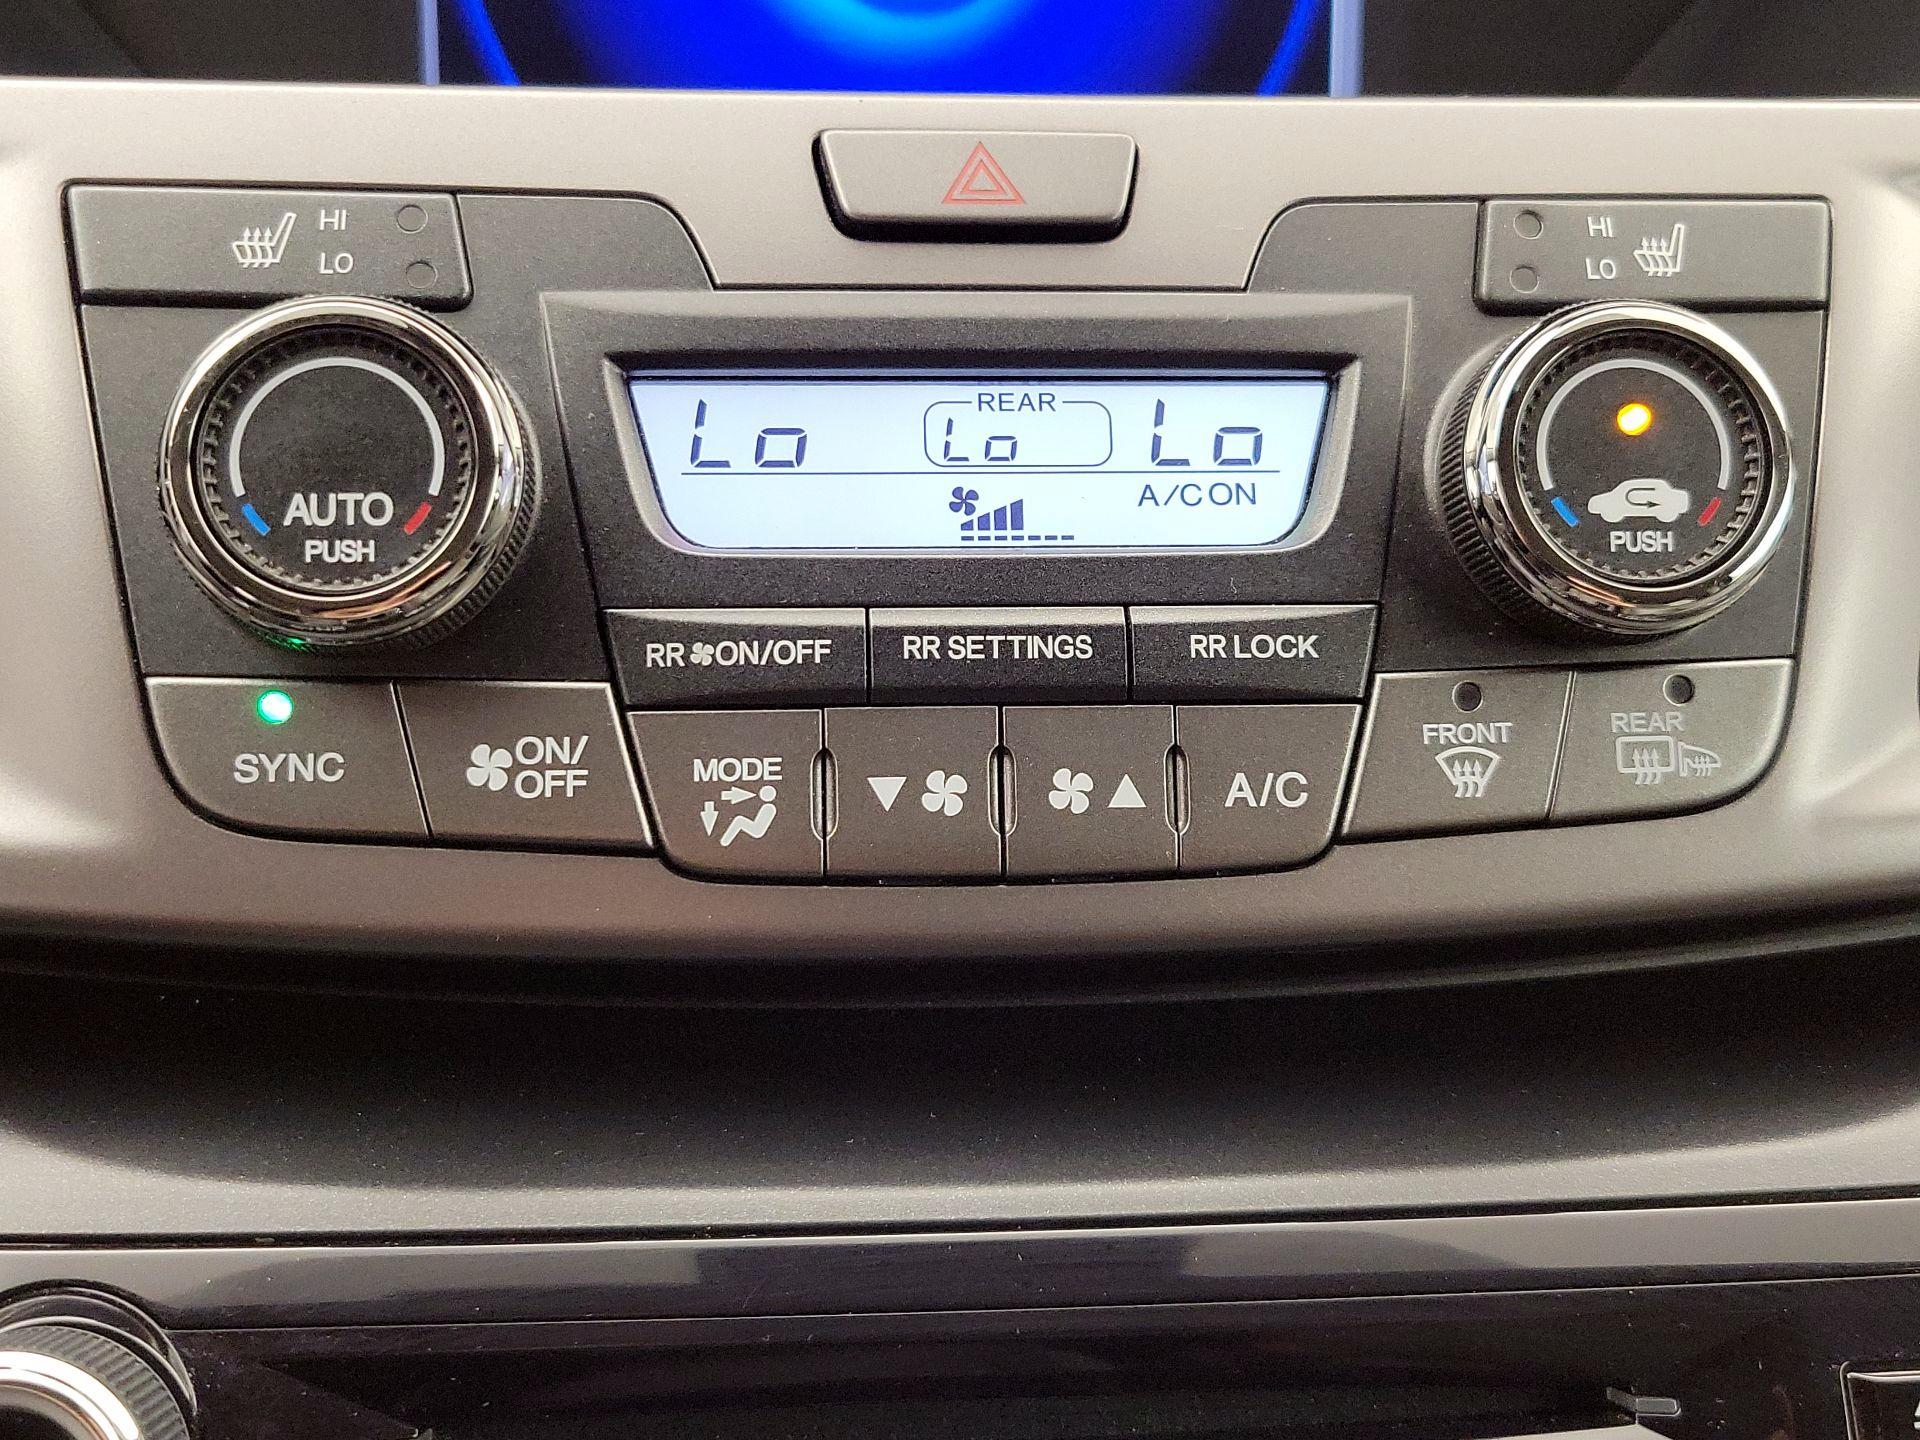 HI
LO
HI
LO
Lo
REAR
Lo
Lo
A/C ON
AUTO
PUSH
PUSH
RR ON/OFF
RR SETTINGS
RR LOCK
SYNC
ON/
OFF
MODE
A/C
FRONT
REAR